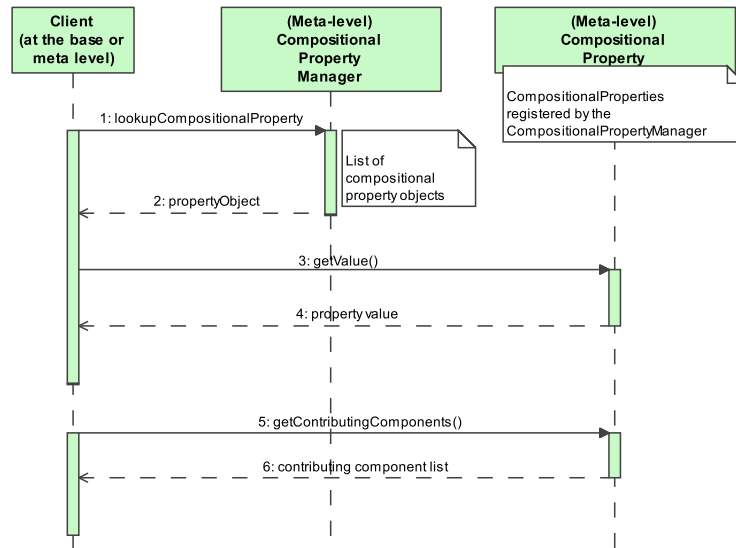 Client
(at the base or
meta level)
(Meta-level)
Compositional
Property
Manager
(Meta-level)
Compositional
Property
CompositionalProperties
registered by the
CompositionalPropertyManager
1: lookupCompositionalProperty
List of
compositional
property objects
2: propertyObject
3: getValue()
4: property value
5: getContributingComponents()
6: contributing component list